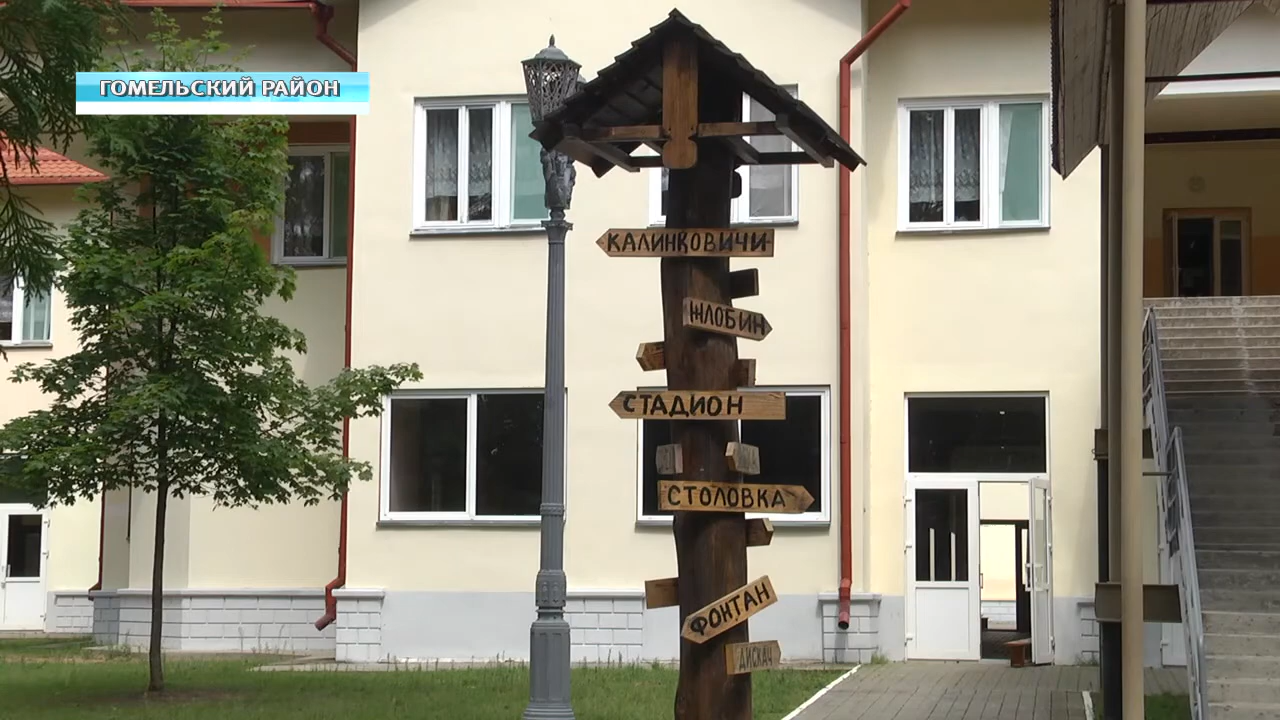 ГОМЕЛЬСКИЙ РАЙОН
КАЛИНКОВИЧИ
ЖЛОБИН
СТАДИОН
СТОЛОВКА
ФОНТАН
ДИСКАЧ